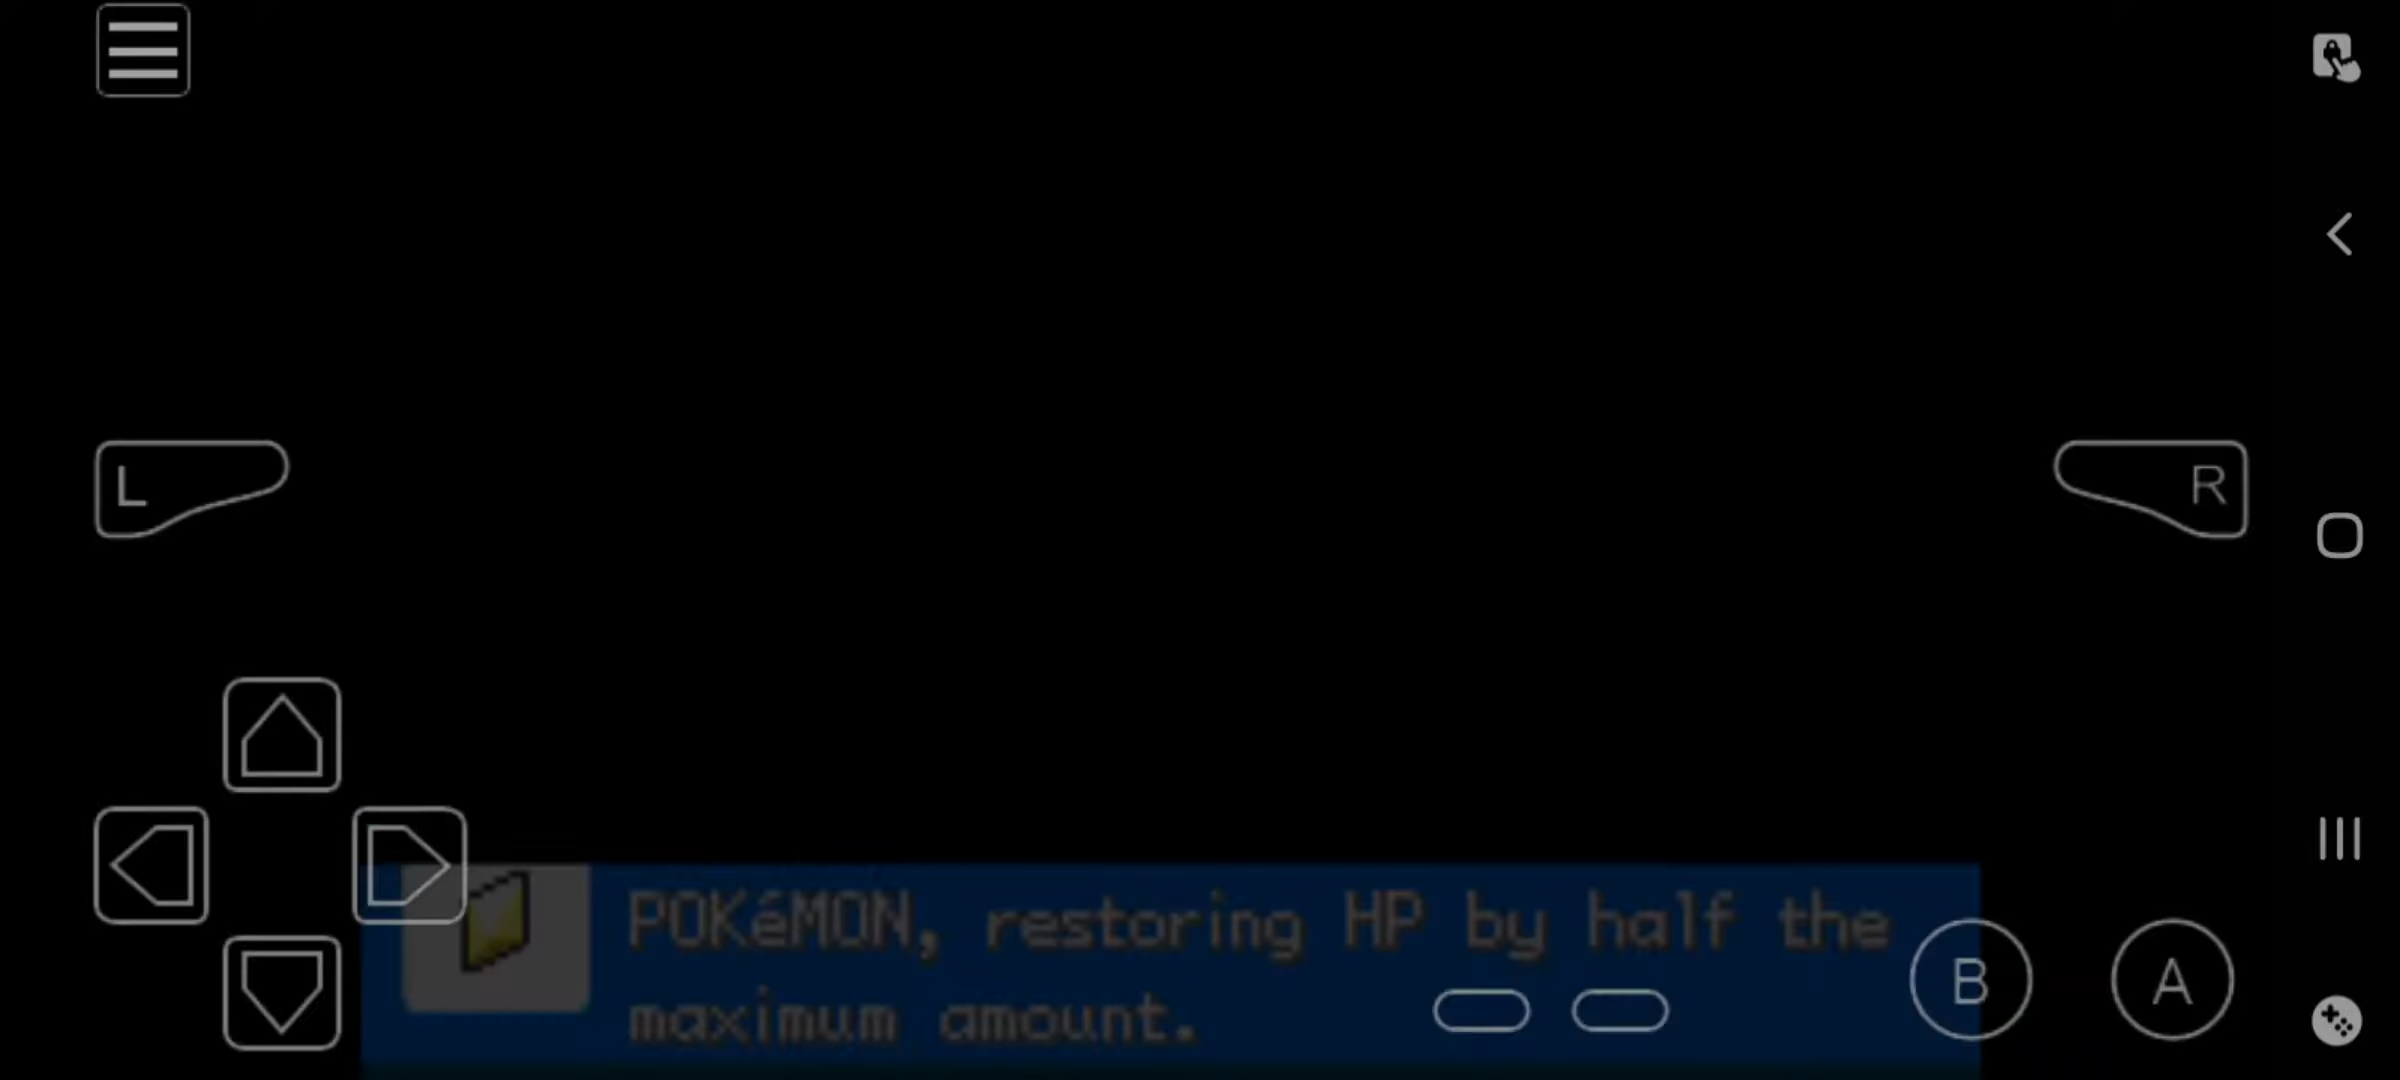 L
R
POKéMON, restoring HP by half the
maximum amount.
B
A